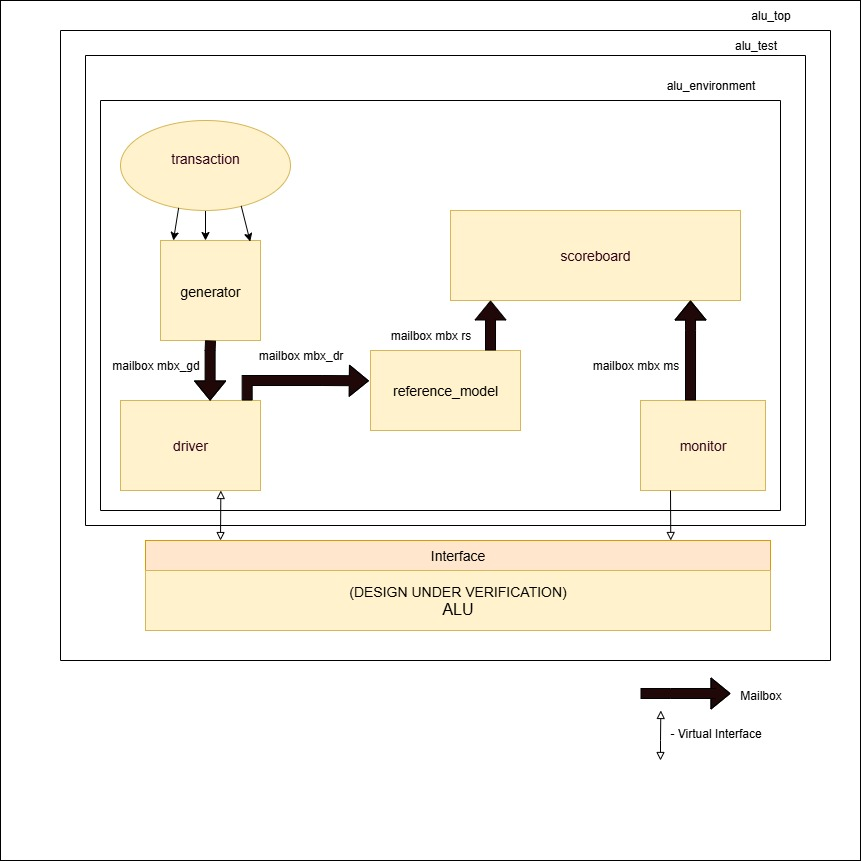 alu_top
alu_test
alu_environment
transaction
generator
scoreboard
mailbox mbx_gd
mailbox mbx_dr
mailbox mbx rs
mailbox mbx ms
reference_model
driver
monitor
Interface
(DESIGN UNDER VERIFICATION)
ALU
Mailbox
- Virtual Interface